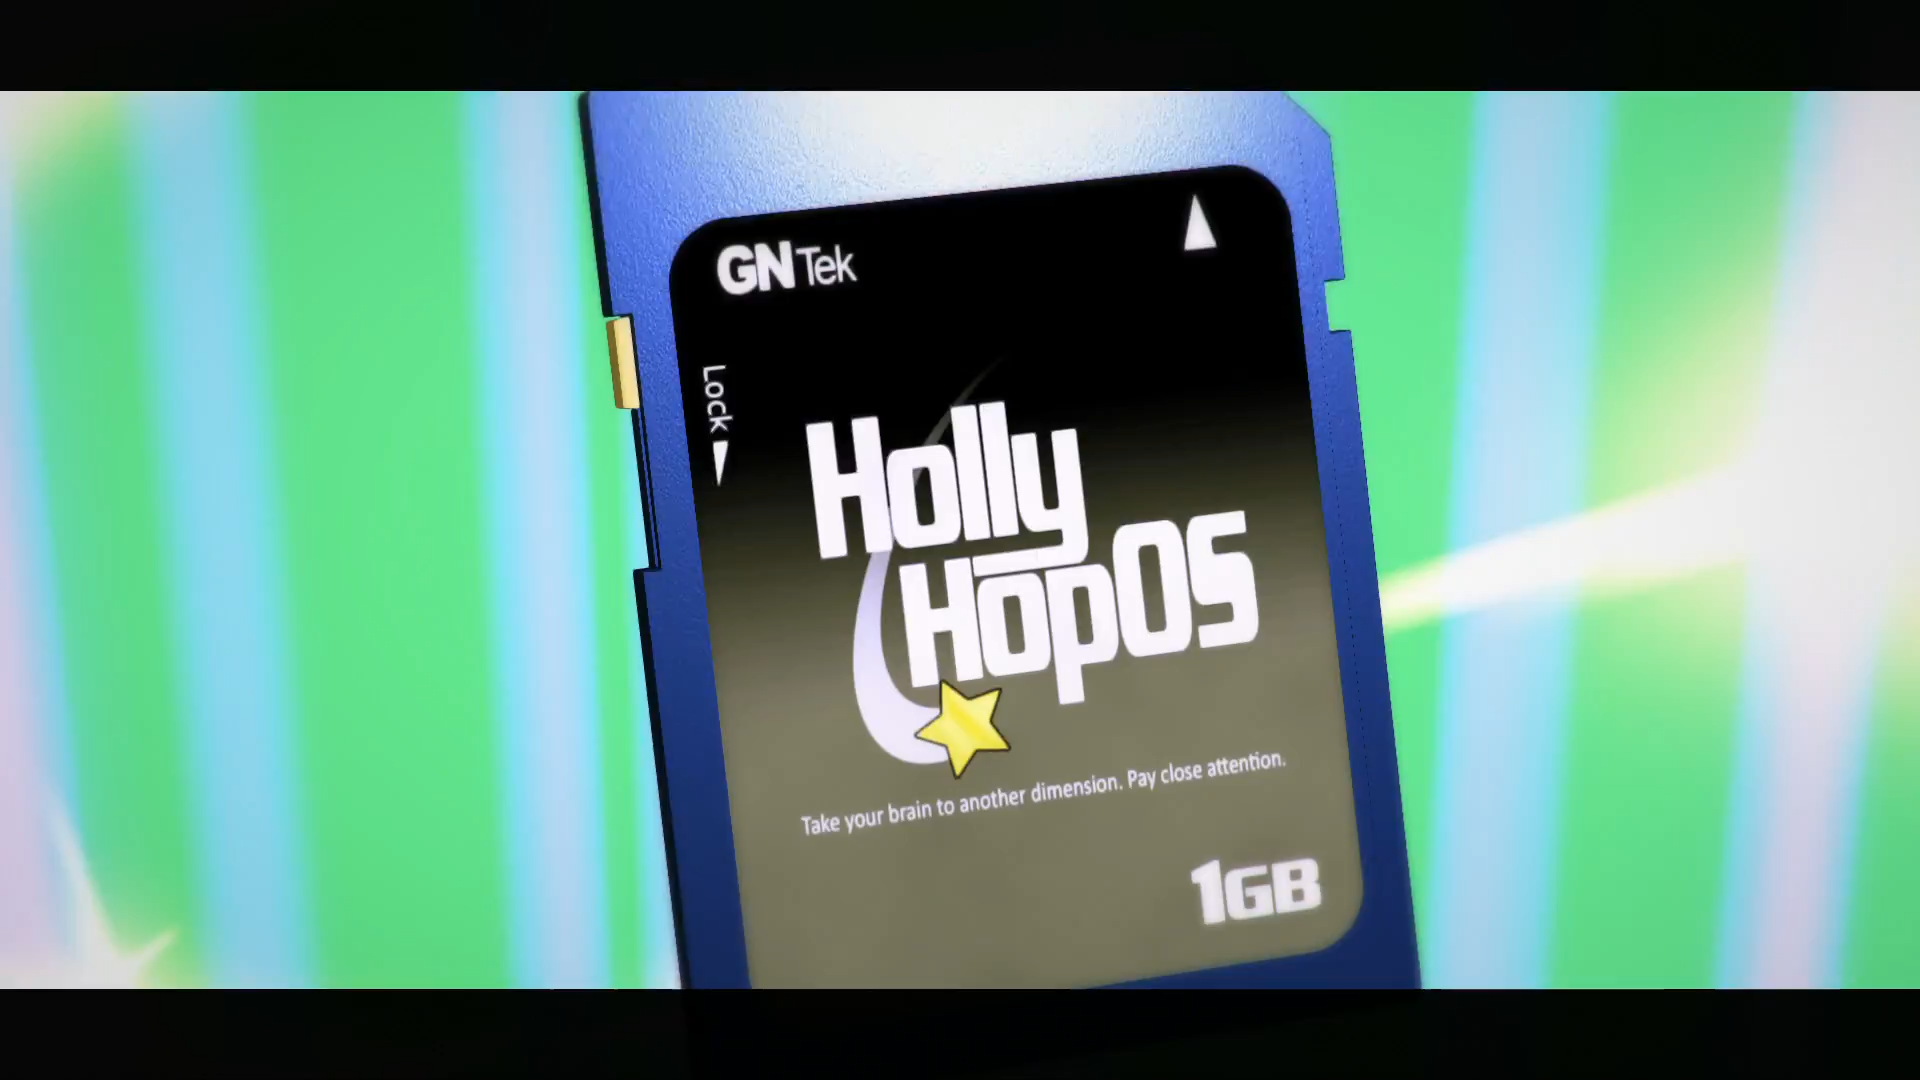 GN Tek
Lock
Holly
HopOS
Take your brain to another dimension. Pay close attention.
1GB